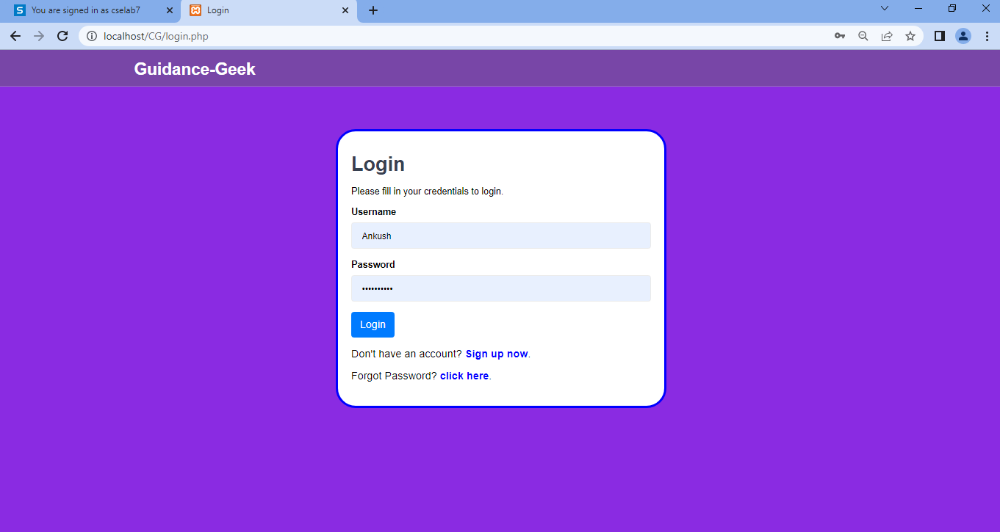 You are signed in as cselab7
Login
localhost/CG/login.php
Guidance-Geek
Login
Please fill in your credentials to login.
Username
Ankush
Password
••••••••••
Login
Don't have an account? Sign up now.
Forgot Password? click here.